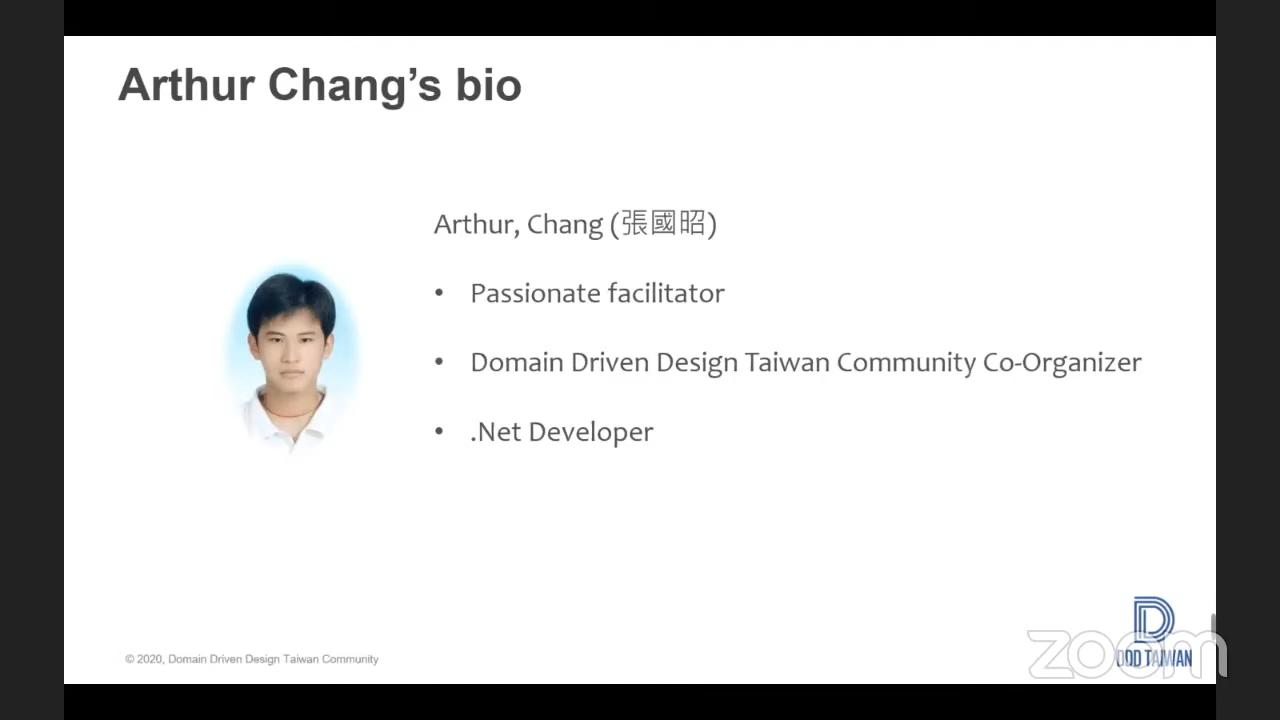 Arthur Chang’s bio
Arthur, Chang (張國昭)
• Passionate facilitator
• Domain Driven Design Taiwan Community Co-Organizer
• .Net Developer
© 2020, Domain Driven Design Taiwan Community
DDD TAIWAN
zoom